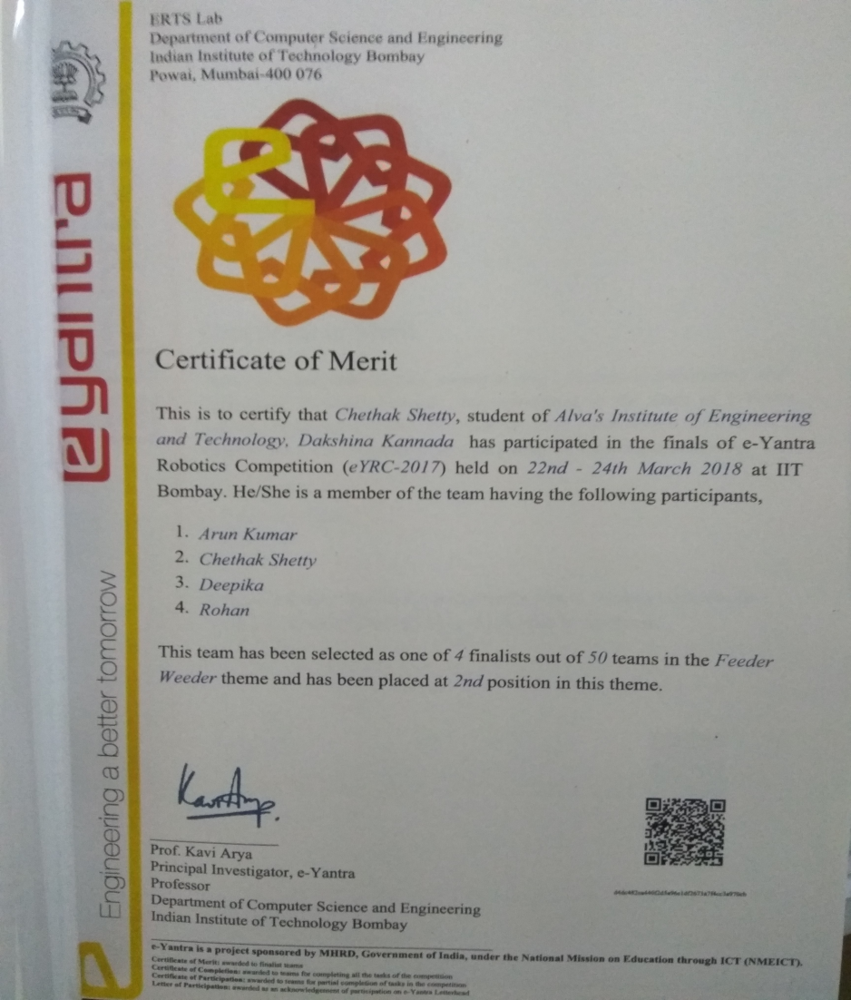 ERTS Lab
Department of Computer Science and Engineering
Indian Institute of Technology Bombay
Powai, Mumbai-400 076
eyantra
Engineering a better tomorrow
Certificate of Merit
This is to certify that Chethak Shetty, student of Alva's Institute of Engineering
and Technology, Dakshina Kannada has participated in the finals of e-Yantra
Robotics Competition (eYRC-2017) held on 22nd - 24th March 2018 at IIT
Bombay. He/She is a member of the team having the following participants,
1. Arun Kumar
2. Chethak Shetty
3. Deepika
4. Rohan
This team has been selected as one of 4 finalists out of 50 teams in the Feeder
Weeder theme and has been placed at 2nd position in this theme.
Kavi Arya
Prof. Kavi Arya
Principal Investigator, e-Yantra
Professor
Department of Computer Science and Engineering
Indian Institute of Technology Bombay
e-Yantra is a project sponsored by MHRD, Government of India, under the National Mission on Education through ICT (NMEICT).
Certificate of Merit: awarded to finalist teams
Certificate of Completion: awarded to teams for completing all the tasks of the competition
Certificate of Participation: awarded to teams for partial completion of tasks in the competition
Letter of Participation: awarded as an acknowledgement of participation on e-Yantra Letterhead